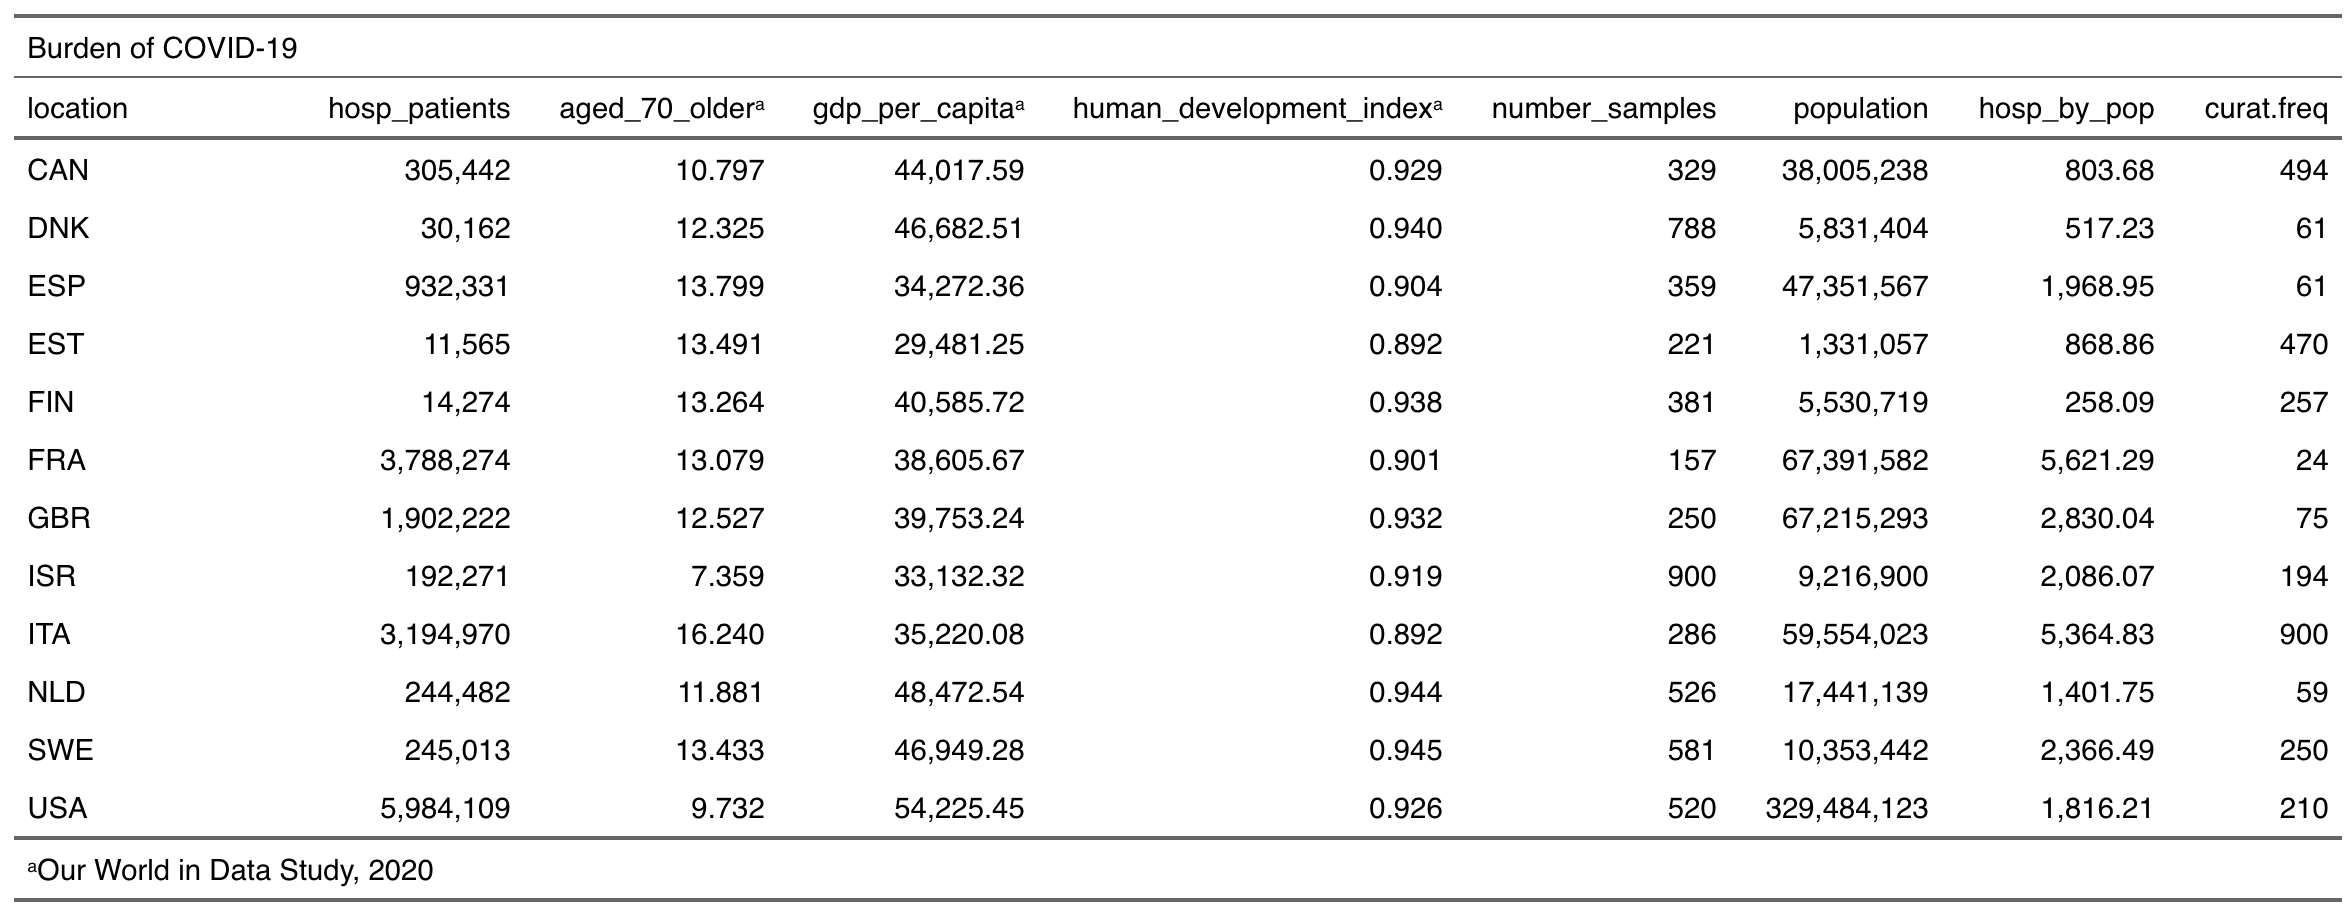 Burden of COVID-19
location hosp_patients aged_70_olderᵃ gdp_per_capitaᵃ human_development_indexᵃ number_samples population hosp_by_pop curat.freq
CAN 305,442 10.797 44,017.59 0.929 329 38,005,238 803.68 494
DNK 30,162 12.325 46,682.51 0.940 788 5,831,404 517.23 61
ESP 932,331 13.799 34,272.36 0.904 359 47,351,567 1,968.95 61
EST 11,565 13.491 29,481.25 0.892 221 1,331,057 868.86 470
FIN 14,274 13.264 40,585.72 0.938 381 5,530,719 258.09 257
FRA 3,788,274 13.079 38,605.67 0.901 157 67,391,582 5,621.29 24
GBR 1,902,222 12.527 39,753.24 0.932 250 67,215,293 2,830.04 75
ISR 192,271 7.359 33,132.32 0.919 900 9,216,900 2,086.07 194
ITA 3,194,970 16.240 35,220.08 0.892 286 59,554,023 5,364.83 900
NLD 244,482 11.881 48,472.54 0.944 526 17,441,139 1,401.75 59
SWE 245,013 13.433 46,949.28 0.945 581 10,353,442 2,366.49 250
USA 5,984,109 9.732 54,225.45 0.926 520 329,484,123 1,816.21 210
ᵃOur World in Data Study, 2020